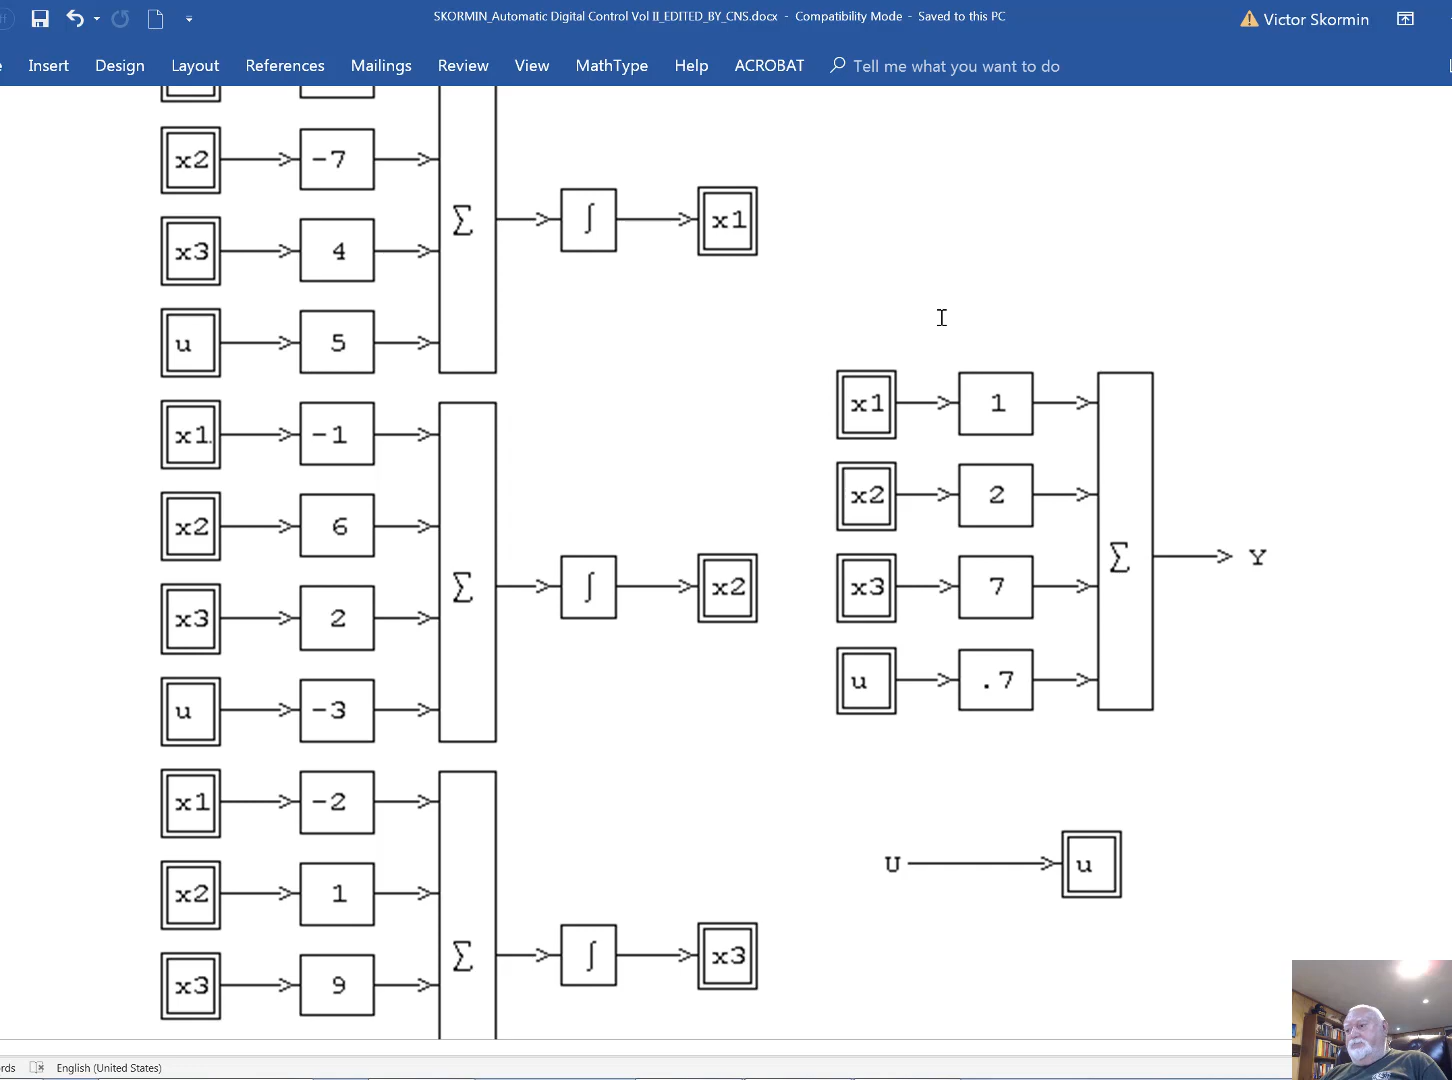 SKORMIN_Automatic Digital Control Vol II_EDITED_BY_CNS.docx - Compatibility Mode - Saved to this PC
Victor Skormin
Insert Design Layout References Mailings Review View MathType Help ACROBAT Tell me what you want to do
x2 -7
∑ ∫ x1
x3 4
u 5
x1 -1
x2 6
∑ ∫ x2
x3 2
u -3
x1 -2
x2 1
∑ ∫ x3
x3 9
x1 1
x2 2
∑ Y
x3 7
u .7
U u
English (United States)